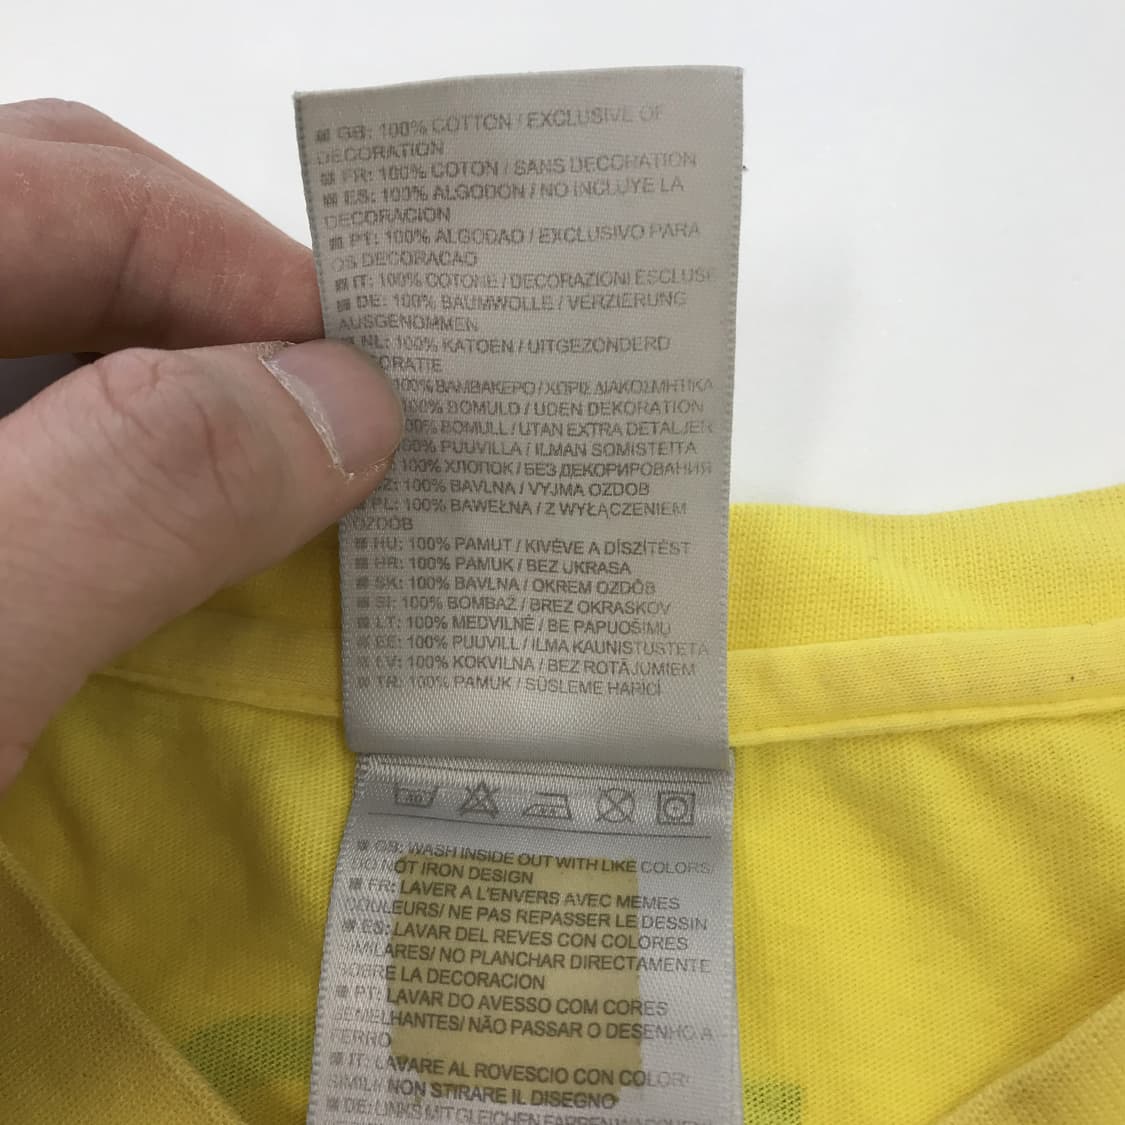 GB: 100% COTTON / EXCLUSIVE OF
DECORATION
FR: 100% COTON / SANS DECORATION
ES: 100% ALGODON / NO INCLUYE LA
DECORACION
PT: 100% ALGODAO / EXCLUSIVO PARA
OS DECORACAO
IT: 100% COTONE / DECORAZIONI ESCLUSE
DE: 100% BAUMWOLLE / VERZIERUNG
AUSGENOMMEN
NL: 100% KATOEN / UITGEZONDERD
ORATIE
100% ΒΑΜΒΑΚΕΡΟ / ΧΩΡΙΣ ΔΙΑΚΟΣΜΗΤΙΚΑ
100% BOMULD / UDEN DEKORATION
00% BOMULL / UTAN EXTRA DETALJER
00% PUUVILLA / ILMAN SOMISTEITA
100% ХЛОПОК / БЕЗ ДЕКОРИРОВАНИЯ
CZ: 100% BAVLNA / VYJMA OZDOB
PL: 100% BAWEŁNA / Z WYŁĄCZENIEM
OZDÓB
HU: 100% PAMUT / KIVÉVE A DÍSZÍTÉST
HR: 100% PAMUK / BEZ UKRASA
SK: 100% BAVLNA / OKREM OZDÔB
SI: 100% BOMBAŽ / BREZ OKRASKOV
LT: 100% MEDVILNĖ / BE PAPUOŠIMŲ
EE: 100% PUUVILL / ILMA KAUNISTUSTETA
LV: 100% KOKVILNA / BEZ ROTĀJUMIEM
TR: 100% PAMUK / SÜSLEME HARİCİ
GB: WASH INSIDE OUT WITH LIKE COLORS/
DO NOT IRON DESIGN
FR: LAVER A L'ENVERS AVEC MEMES
COULEURS/ NE PAS REPASSER LE DESSIN
ES: LAVAR DEL REVES CON COLORES
SIMILARES/ NO PLANCHAR DIRECTAMENTE
SOBRE LA DECORACION
PT: LAVAR DO AVESSO COM CORES
SEMELHANTES/ NÃO PASSAR O DESENHO A
FERRO
IT: LAVARE AL ROVESCIO CON COLORI
SIMILI NON STIRARE IL DISEGNO
DE: LINKS MIT GLEICHEN FARBEN